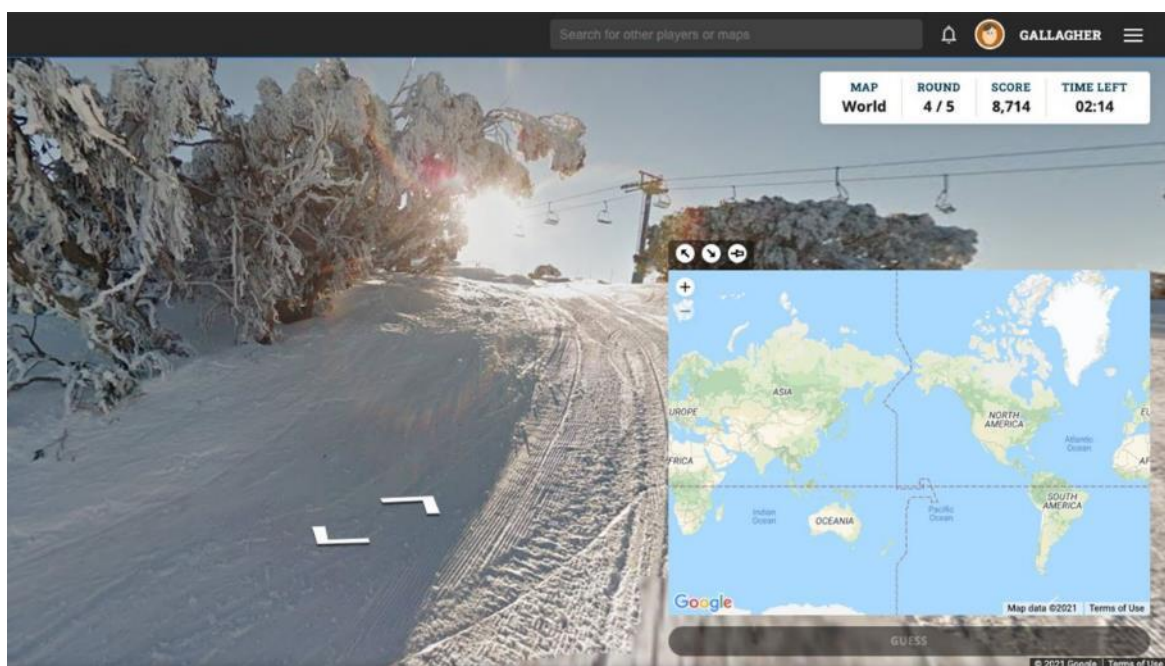 Search for other players or maps
GALLAGHER
MAP ROUND SCORE TIME LEFT
World 4 / 5 8,714 02:14
ASIA
UROPE
NORTH
AMERICA
Atlantic
Ocean
EU
FRICA
AF
SOUTH
AMERICA
Indian
Ocean
OCEANIA
Pacific
Ocean
Google
Map data ©2021 Terms of Use
GUESS
© 2021 Google Terms of Use